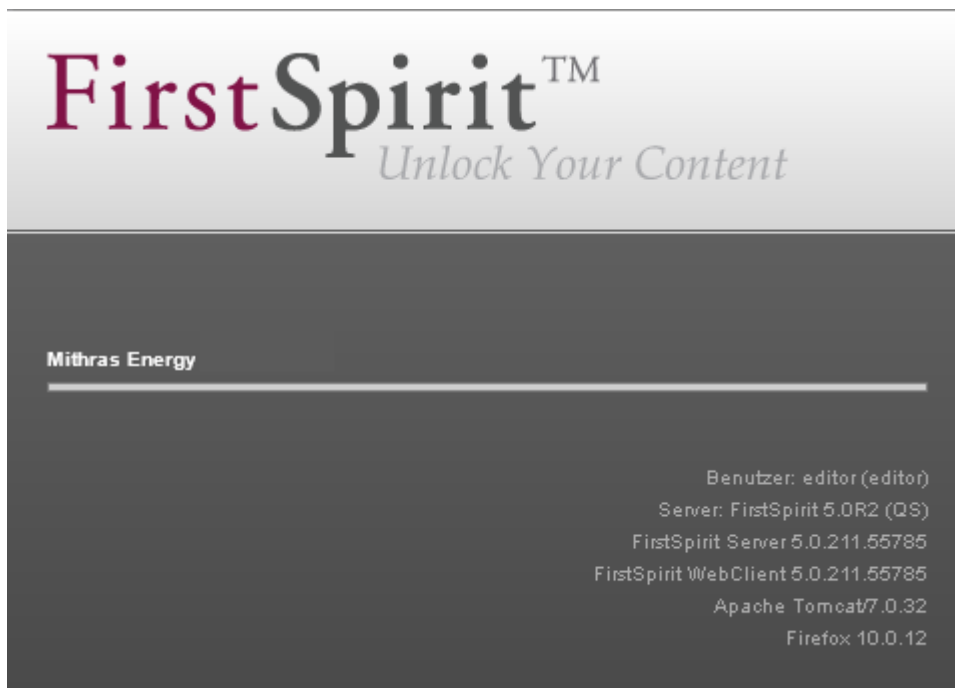 FirstSpirit™
Unlock Your Content
Mithras Energy
Benutzer: editor (editor)
Server: FirstSpirit 5.0R2 (QS)
FirstSpirit Server 5.0.211.55785
FirstSpirit WebClient 5.0.211.55785
Apache Tomcat/7.0.32
Firefox 10.0.12